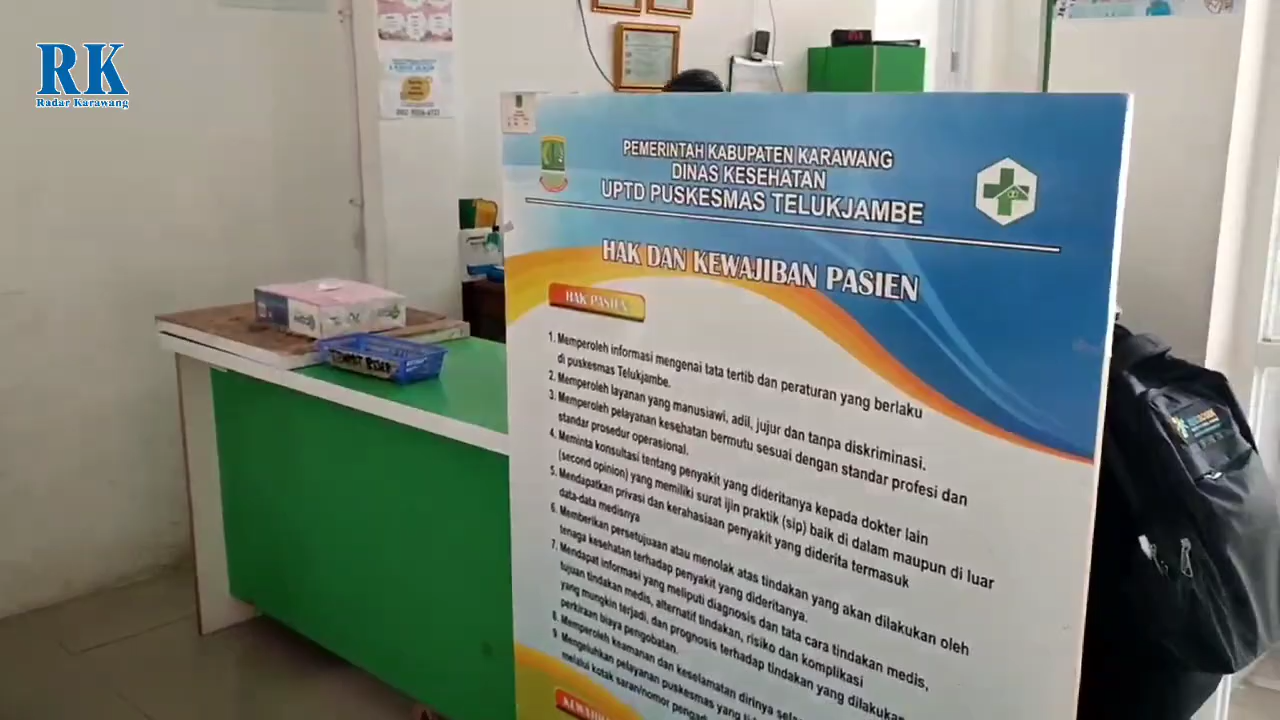 RK
Radar Karawang
PEMERINTAH KABUPATEN KARAWANG
DINAS KESEHATAN
UPTD PUSKESMAS TELUKJAMBE
HAK DAN KEWAJIBAN PASIEN
HAK PASIEN
1. Memperoleh informasi mengenai tata tertib dan peraturan yang berlaku
di puskesmas Telukjambe.
2. Memperoleh layanan yang manusiawi, adil, jujur dan tanpa diskriminasi.
3. Memperoleh pelayanan kesehatan bermutu sesuai dengan standar profesi dan
standar prosedur operasional.
4. Meminta konsultasi tentang penyakit yang dideritanya kepada dokter lain
(second opinion) yang memiliki surat ijin praktik (sip) baik di dalam maupun di luar
5. Mendapatkan privasi dan kerahasiaan penyakit yang diderita termasuk
data-data medisnya
6. Memberikan persetujuaan atau menolak atas tindakan yang akan dilakukan oleh
tenaga kesehatan terhadap penyakit yang dideritanya.
7. Mendapat informasi yang meliputi diagnosis dan tata cara tindakan medis,
tujuan tindakan medis, alternatif tindakan, risiko dan komplikasi
yang mungkin terjadi, dan prognosis terhadap tindakan yang dilakukan
perkiraan biaya pengobatan.
8. Memperoleh keamanan dan keselamatan dirinya
9. Mengeluhkan pelayanan puskesmas yang
melalui kotak saran/nomor